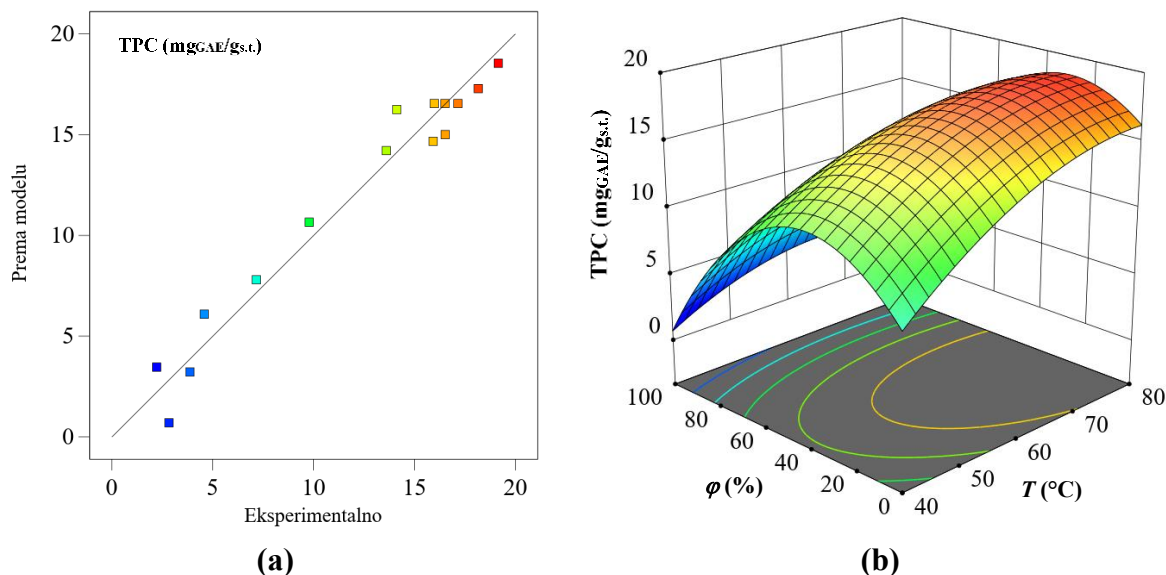 TPC (mgGAE/gs.t.)
20
15
10
5
0
Prema modelu
0 5 10 15 20
Eksperimentalno
(a)
20
15
10
5
0
TPC (mgGAE/gs.t.)
100 80 60 40 20 0
φ (%)
40 50 60 70 80
T (°C)
(b)